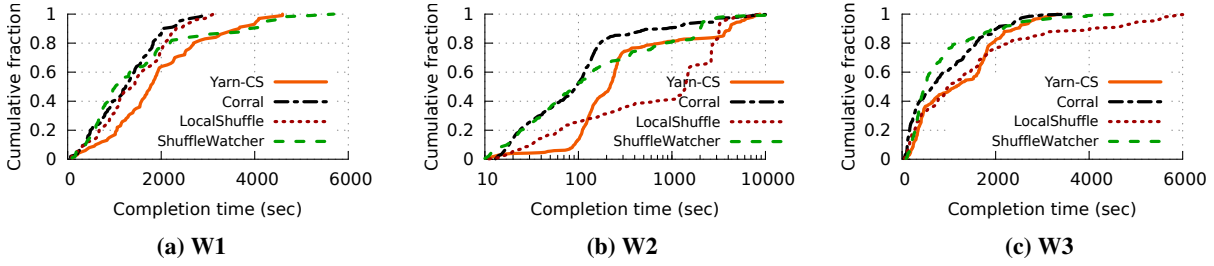 Cumulative fraction
1
0.8
0.6
0.4
0.2
0
0
2000
4000
6000
Yarn-CS
Corral
LocalShuffle
ShuffleWatcher
Completion time (sec)
(a) W1
Cumulative fraction
1
0.8
0.6
0.4
0.2
0
10
100
1000
10000
Yarn-CS
Corral
LocalShuffle
ShuffleWatcher
Completion time (sec)
(b) W2
Cumulative fraction
1
0.8
0.6
0.4
0.2
0
0
2000
4000
6000
Yarn-CS
Corral
LocalShuffle
ShuffleWatcher
Completion time (sec)
(c) W3